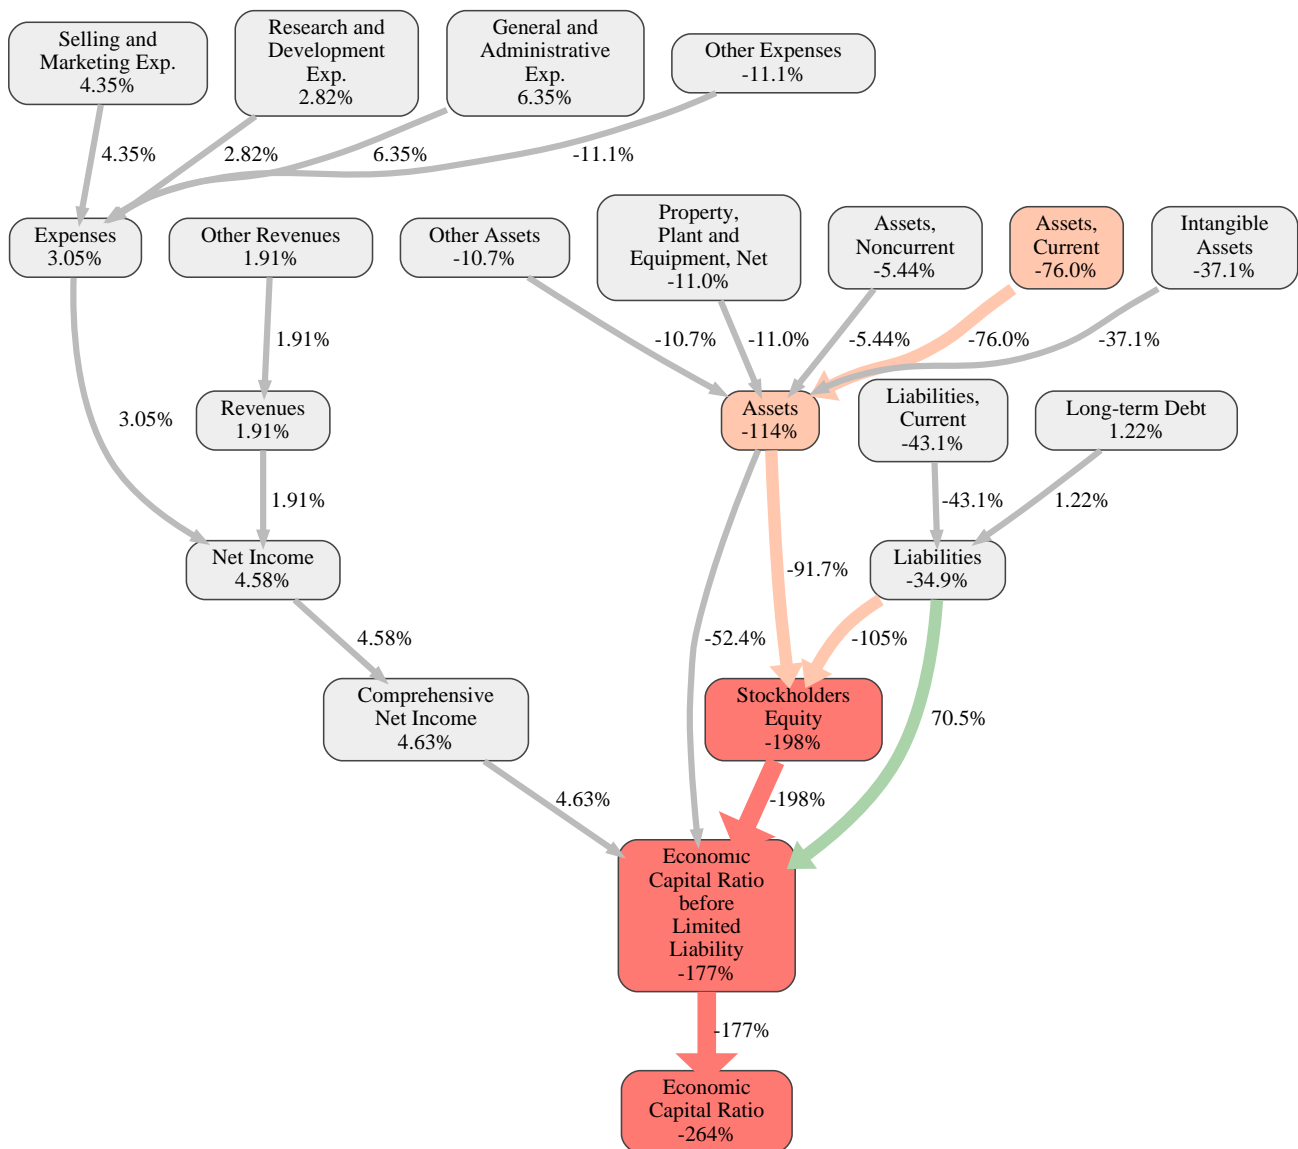 Selling and
Marketing Exp.
4.35%
Research and
Development
Exp.
2.82%
General and
Administrative
Exp.
6.35%
Other Expenses
-11.1%
4.35%
2.82%
6.35%
-11.1%
Expenses
3.05%
Other Revenues
1.91%
Other Assets
-10.7%
Property,
Plant and
Equipment, Net
-11.0%
Assets,
Noncurrent
-5.44%
Assets,
Current
-76.0%
Intangible
Assets
-37.1%
1.91%
-10.7%
-11.0%
-5.44%
-76.0%
-37.1%
3.05%
Revenues
1.91%
Assets
-114%
Liabilities,
Current
-43.1%
Long-term Debt
1.22%
1.91%
-43.1%
1.22%
Net Income
4.58%
-91.7%
Liabilities
-34.9%
4.58%
-52.4%
-105%
Comprehensive
Net Income
4.63%
Stockholders
Equity
-198%
70.5%
4.63%
-198%
Economic
Capital Ratio
before
Limited
Liability
-177%
-177%
Economic
Capital Ratio
-264%